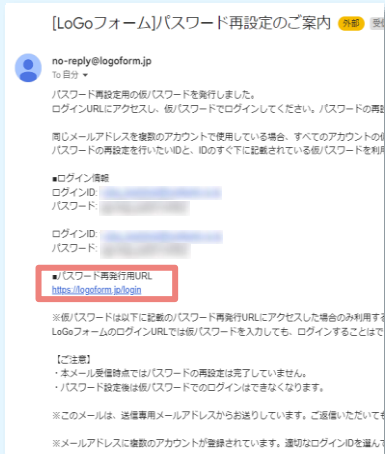 [LoGoフォーム]パスワード再設定のご案内 外部 受信
no-reply@logoform.jp
To 自分
パスワード再設定用の仮パスワードを発行しました。
ログインURLにアクセスし、仮パスワードでログインしてください。パスワードの再設
同じメールアドレスを複数のアカウントで使用している場合、すべてのアカウントの仮
パスワードの再設定を行いたいIDと、IDのすぐ下に記載されている仮パスワードを利用
■ログイン情報
ログインID:
パスワード:
ログインID:
パスワード:
■パスワード再発行用URL
https://logoform.jp/login
※仮パスワードは以下に記載のパスワード再発行URLにアクセスした場合のみ利用する
LoGoフォームのログインURLでは仮パスワードを入力しても、ログインすることはで
【ご注意】
・本メール受信時点ではパスワードの再設定は完了していません。
・パスワード設定後は仮パスワードでのログインはできなくなります。
※このメールは、送信専用メールアドレスからお送りしています。ご返信いただいても
※メールアドレスに複数のアカウントが登録されています。適切なログインIDを選んで